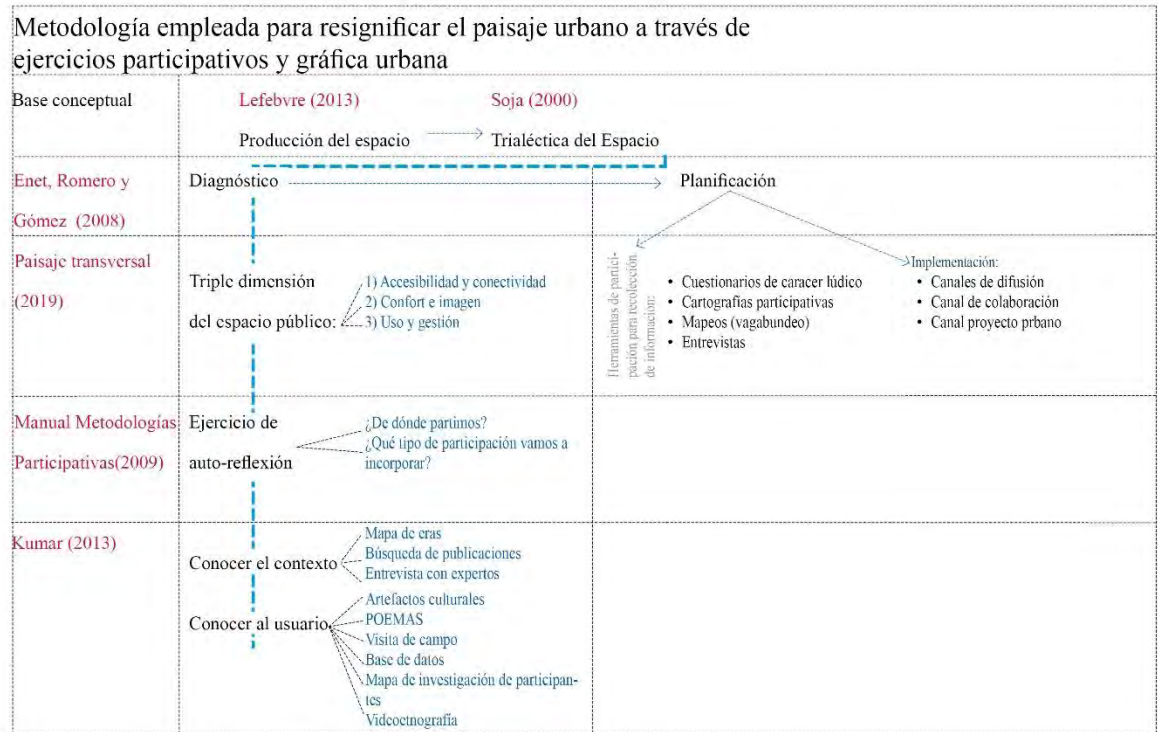 Metodología empleada para resignificar el paisaje urbano a través de
ejercicios participativos y gráfica urbana
Base conceptual
Lefebvre (2013)
Soja (2000)
Producción del espacio
Trialéctica del Espacio
Enet, Romero y
Gómez (2008)
Diagnóstico
Planificación
Paisaje transversal
(2019)
Triple dimensión
del espacio público:
1) Accesibilidad y conectividad
2) Confort e imagen
3) Uso y gestión
Herramientas de partici-
pación para recolección
de informacion:
• Cuestionarios de caracer lúdico
• Cartografías participativas
• Mapeos (vagabundeo)
• Entrevistas
Implementación:
• Canales de difusión
• Canal de colaboración
• Canal proyecto prbano
Manual Metodologías
Participativas(2009)
Ejercicio de
auto-reflexión
¿De dónde partimos?
¿Qué tipo de participación vamos a
incorporar?
Kumar (2013)
Conocer el contexto
Mapa de eras
Búsqueda de publicaciones
Entrevista con expertos
Conocer al usuario
Artefactos culturales
POEMAS
Visita de campo
Base de datos
Mapa de investigación de participan-
tes
Videoetnografía